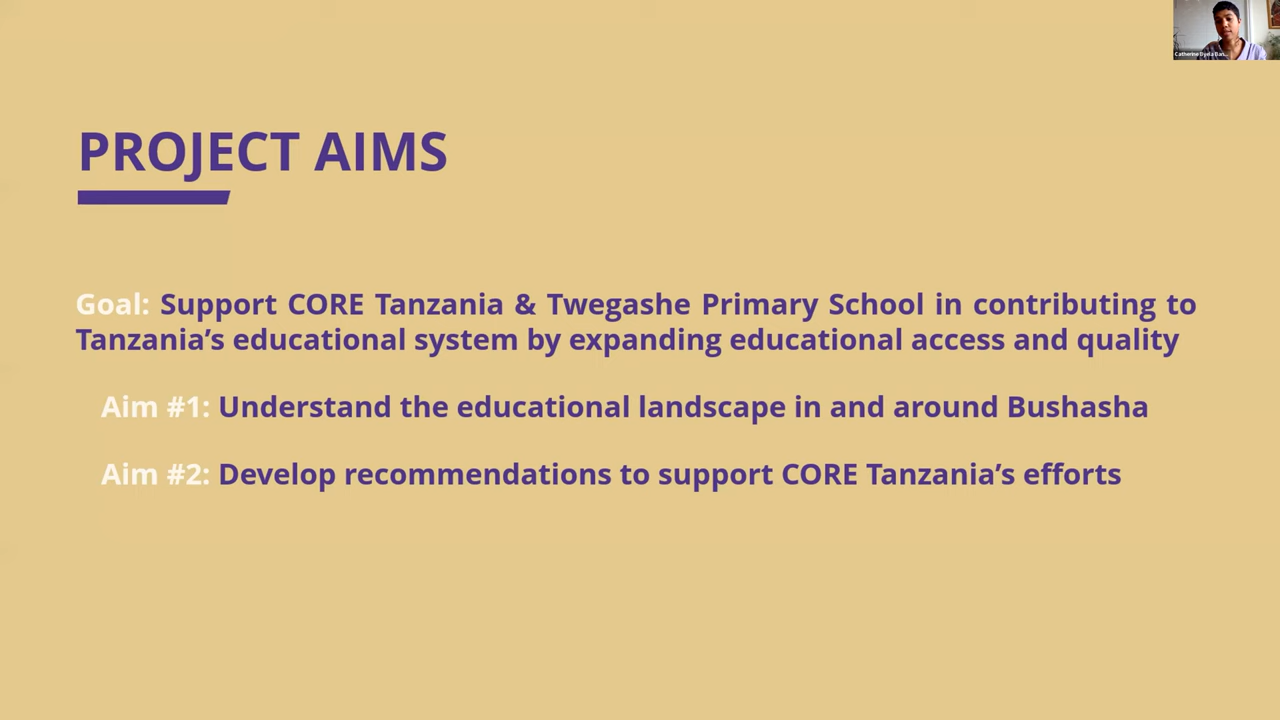 PROJECT AIMS
Goal: Support CORE Tanzania & Twegashe Primary School in contributing to
Tanzania’s educational system by expanding educational access and quality
Aim #1: Understand the educational landscape in and around Bushasha
Aim #2: Develop recommendations to support CORE Tanzania’s efforts
Catherine